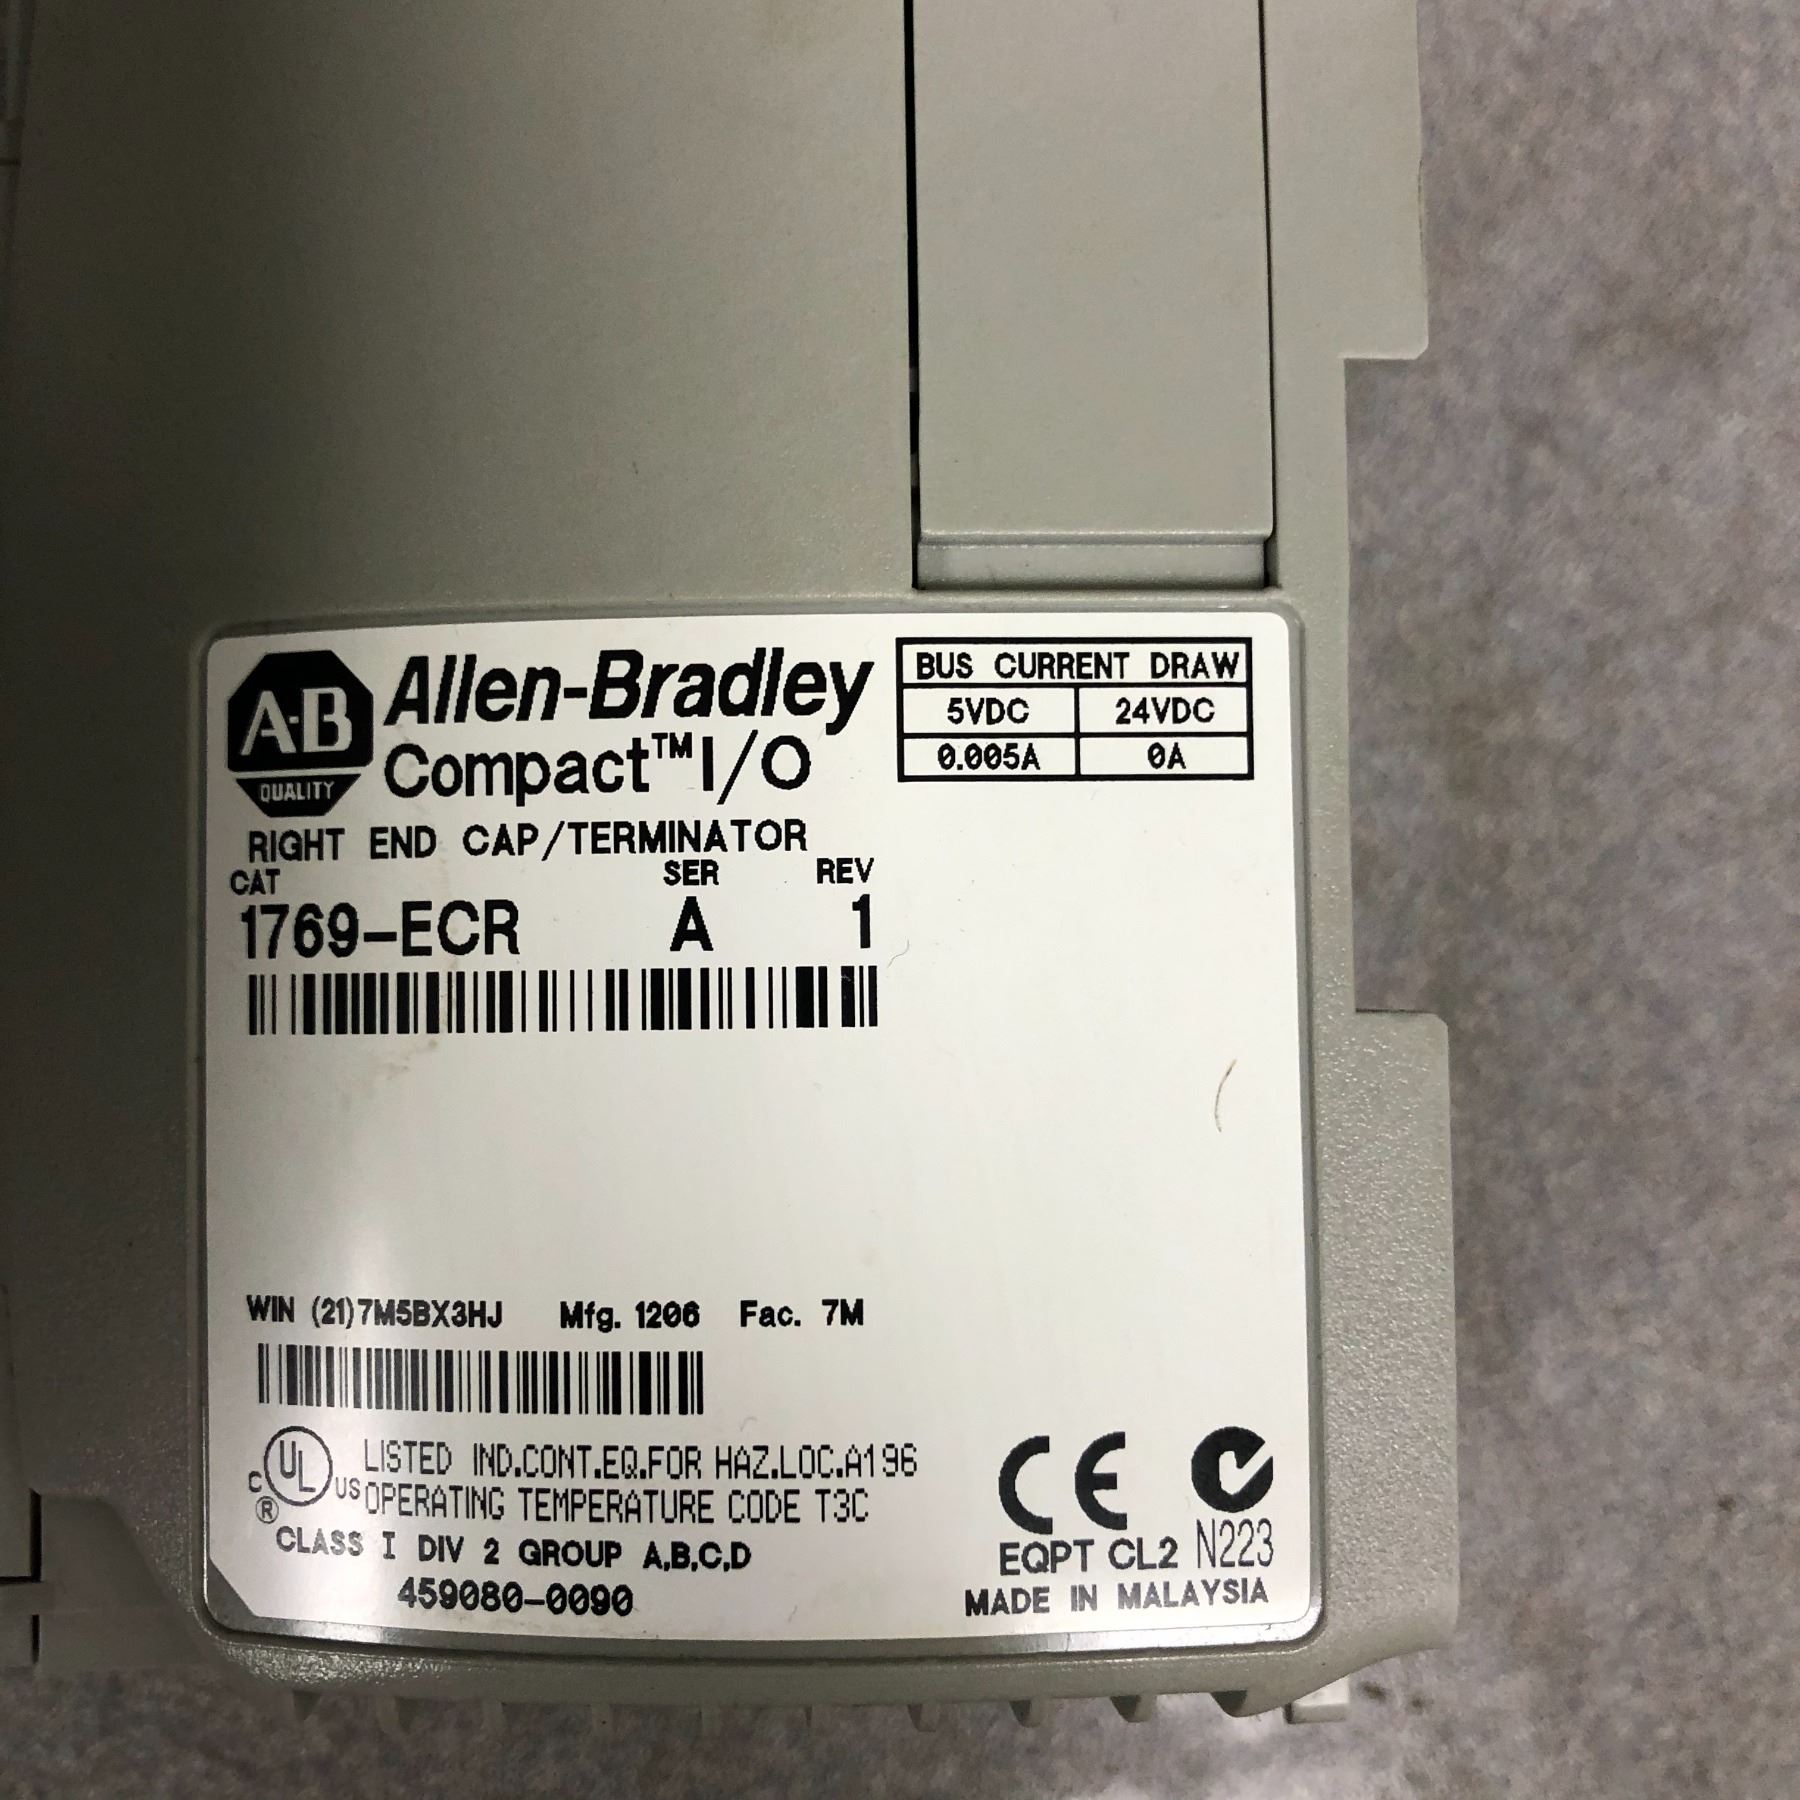 A-B
QUALITY
Allen-Bradley
Compact™ I/O
BUS CURRENT DRAW
5VDC 24VDC
0.005A 0A
RIGHT END CAP/TERMINATOR
CAT SER REV
1769-ECR A 1
WIN (21)7M5BX3HJ Mfg. 1206 Fac. 7M
C UL US ®
LISTED IND.CONT.EQ.FOR HAZ.LOC.A196
OPERATING TEMPERATURE CODE T3C
CLASS I DIV 2 GROUP A,B,C,D
459080-0090
CE
EQPT CL2 N223
MADE IN MALAYSIA